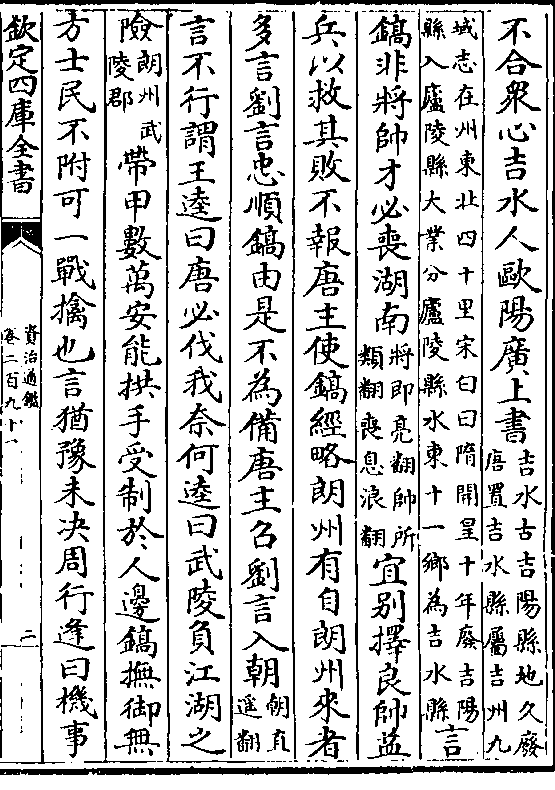 不合衆心吉水人歐陽廣上書吉水古吉陽縣地久廢唐置吉水縣屬吉州九
域志在州東北四十里宋白曰隋開皇十年廢吉陽縣入廬陵縣大業分廬陵縣水東十一鄉為吉水縣言
鎬非將帥才必喪湖南將即亮翻帥所類翻喪息浪翻宜别擇良帥益
兵以救其敗不報唐主使鎬經略朗州有自朗州來者
多言劉言忠順鎬由是不為備唐主召劉言入朝朝直遥翻
言不行謂王逵曰唐必伐我奈何逵曰武陵負江湖之
險朗州武陵郡帶甲數萬安能拱手受制於人邊鎬撫御無
方士民不附可一戰擒也言猶豫未決周行逢曰機事
欽定四庫全書
資治通鑑
卷二百九十一
二